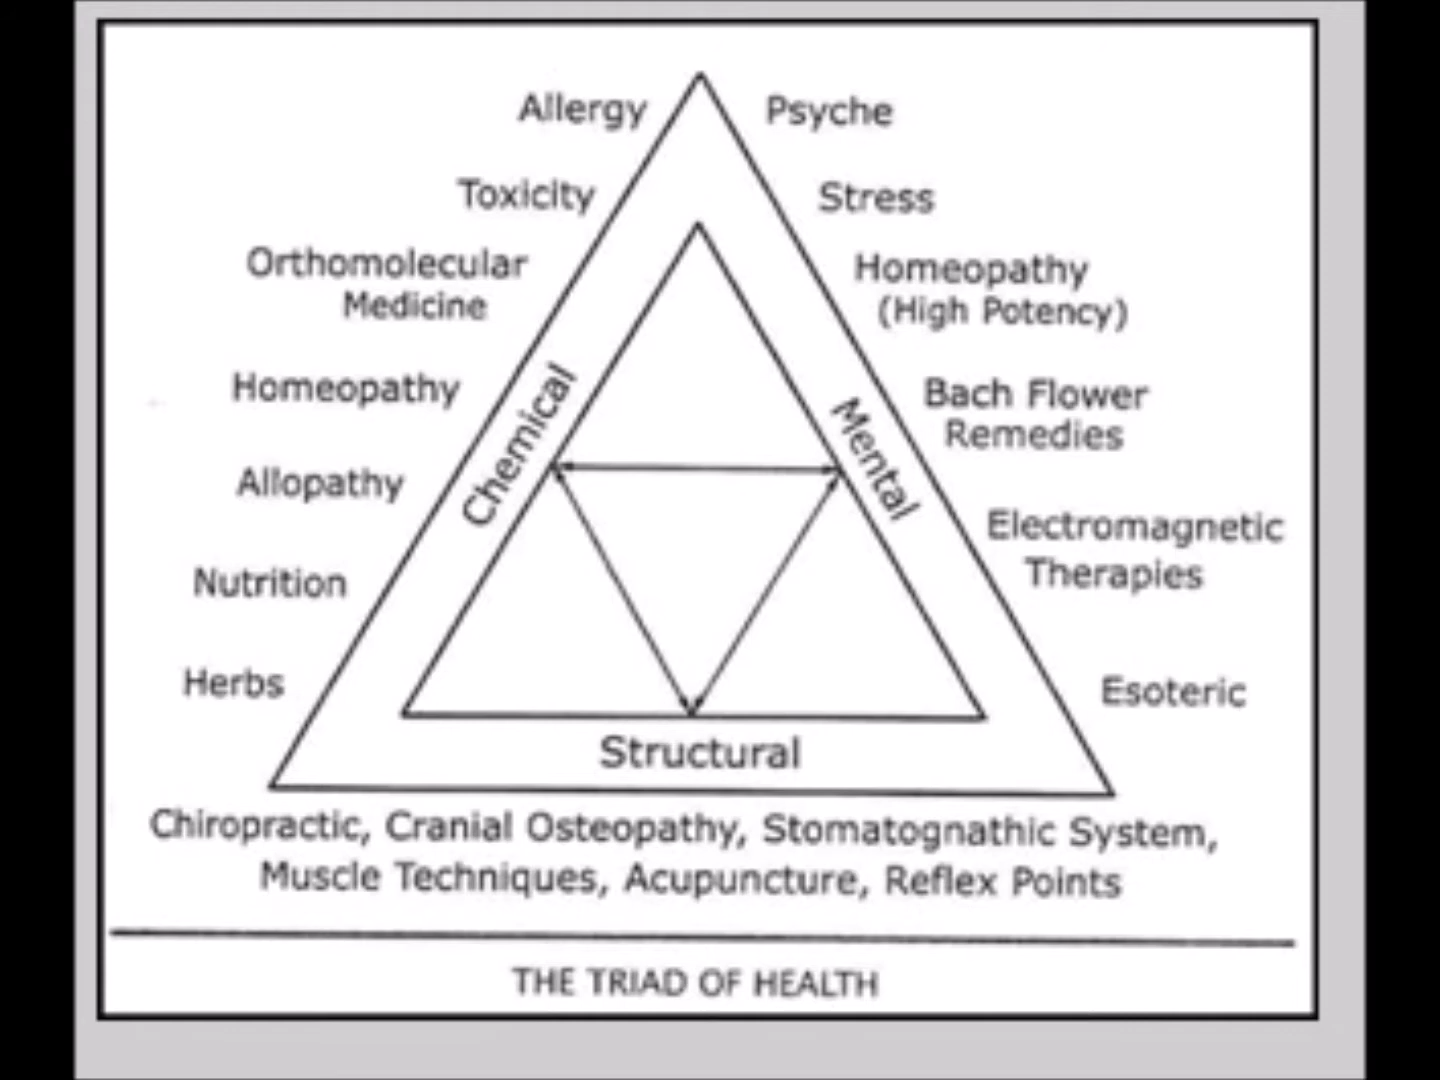 Allergy
Psyche
Toxicity
Stress
Orthomolecular
Medicine
Homeopathy
(High Potency)
Homeopathy
Bach Flower
Remedies
Chemical
Mental
Allopathy
Electromagnetic
Therapies
Nutrition
Herbs
Esoteric
Structural
Chiropractic, Cranial Osteopathy, Stomatognathic System,
Muscle Techniques, Acupuncture, Reflex Points
THE TRIAD OF HEALTH